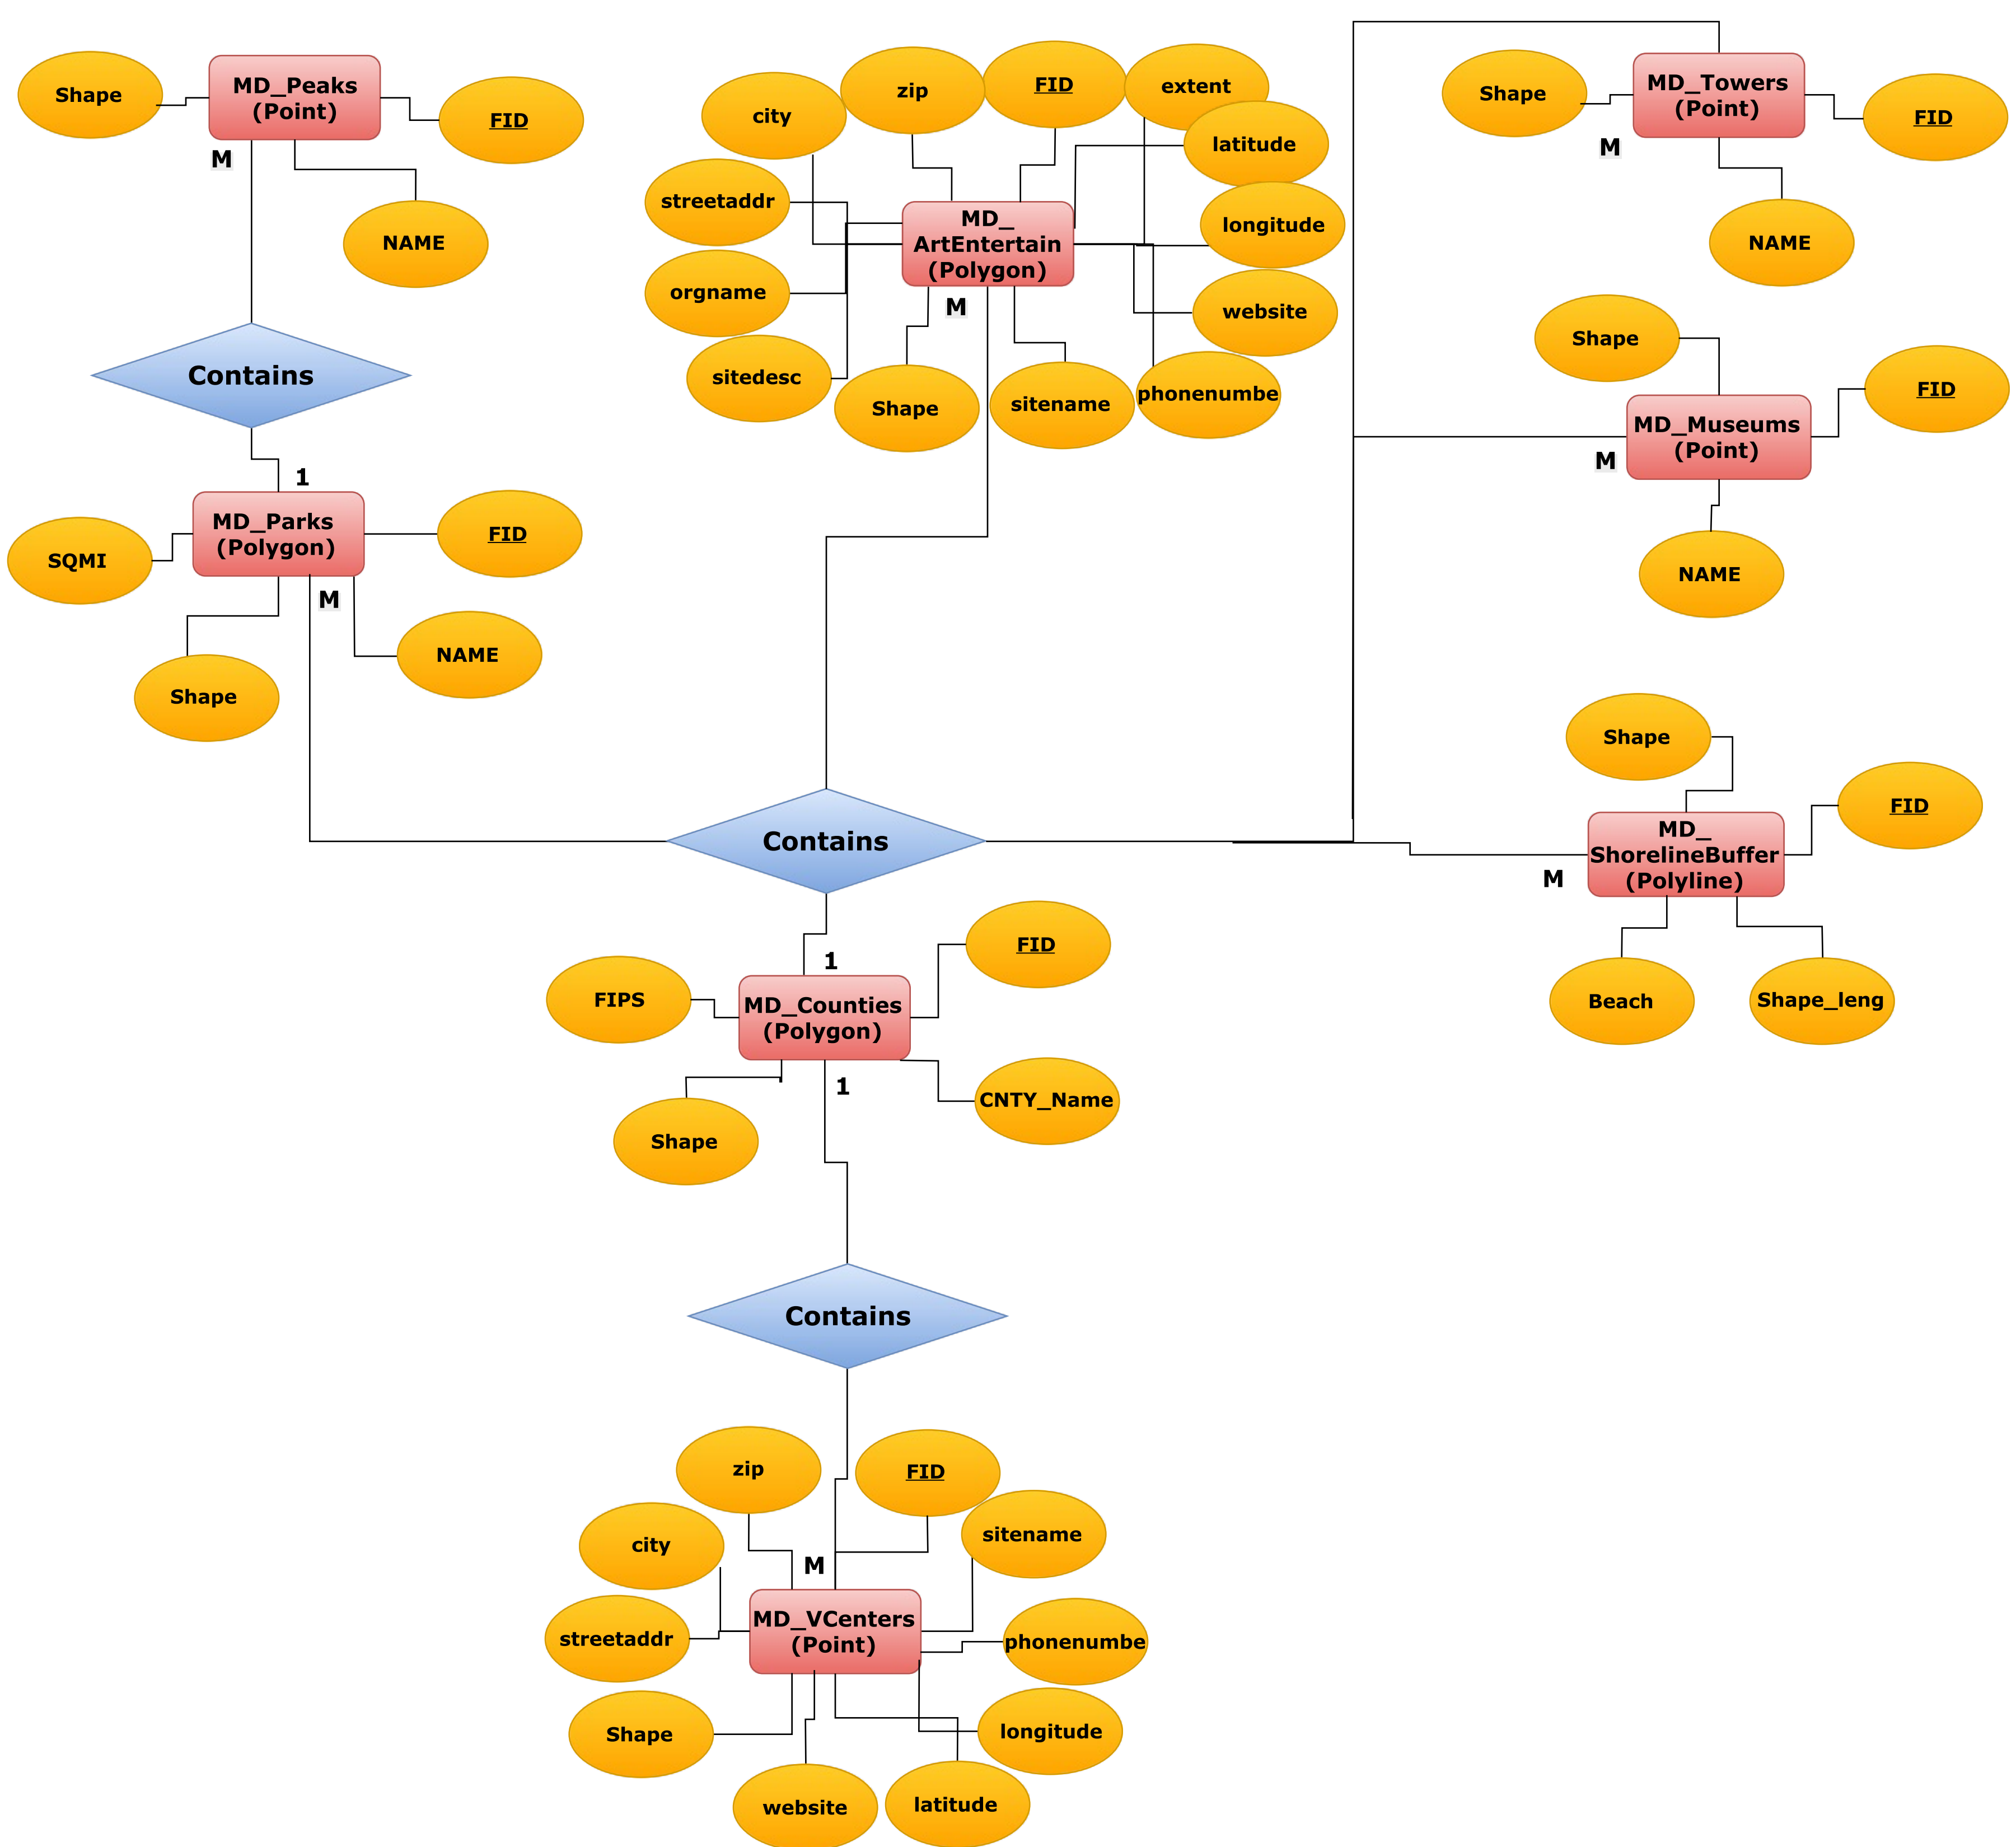 Shape
MD_Peaks
(Point)
FID
M
NAME
Contains
1
MD_Parks
(Polygon)
SQMI
FID
M
NAME
Shape
city
zip
FID
extent
latitude
streetaddr
longitude
MD_
ArtEntertain
(Polygon)
orgname
M
website
sitedesc
Shape
sitename
phonenumbe
Shape
MD_Towers
(Point)
FID
M
NAME
Shape
MD_Museums
(Point)
FID
M
NAME
Shape
FID
MD_
ShorelineBuffer
(Polyline)
M
Beach
Shape_leng
Contains
1
FID
FIPS
MD_Counties
(Polygon)
1
CNTY_Name
Shape
Contains
zip
FID
city
sitename
M
MD_VCenters
(Point)
streetaddr
phonenumbe
Shape
longitude
website
latitude